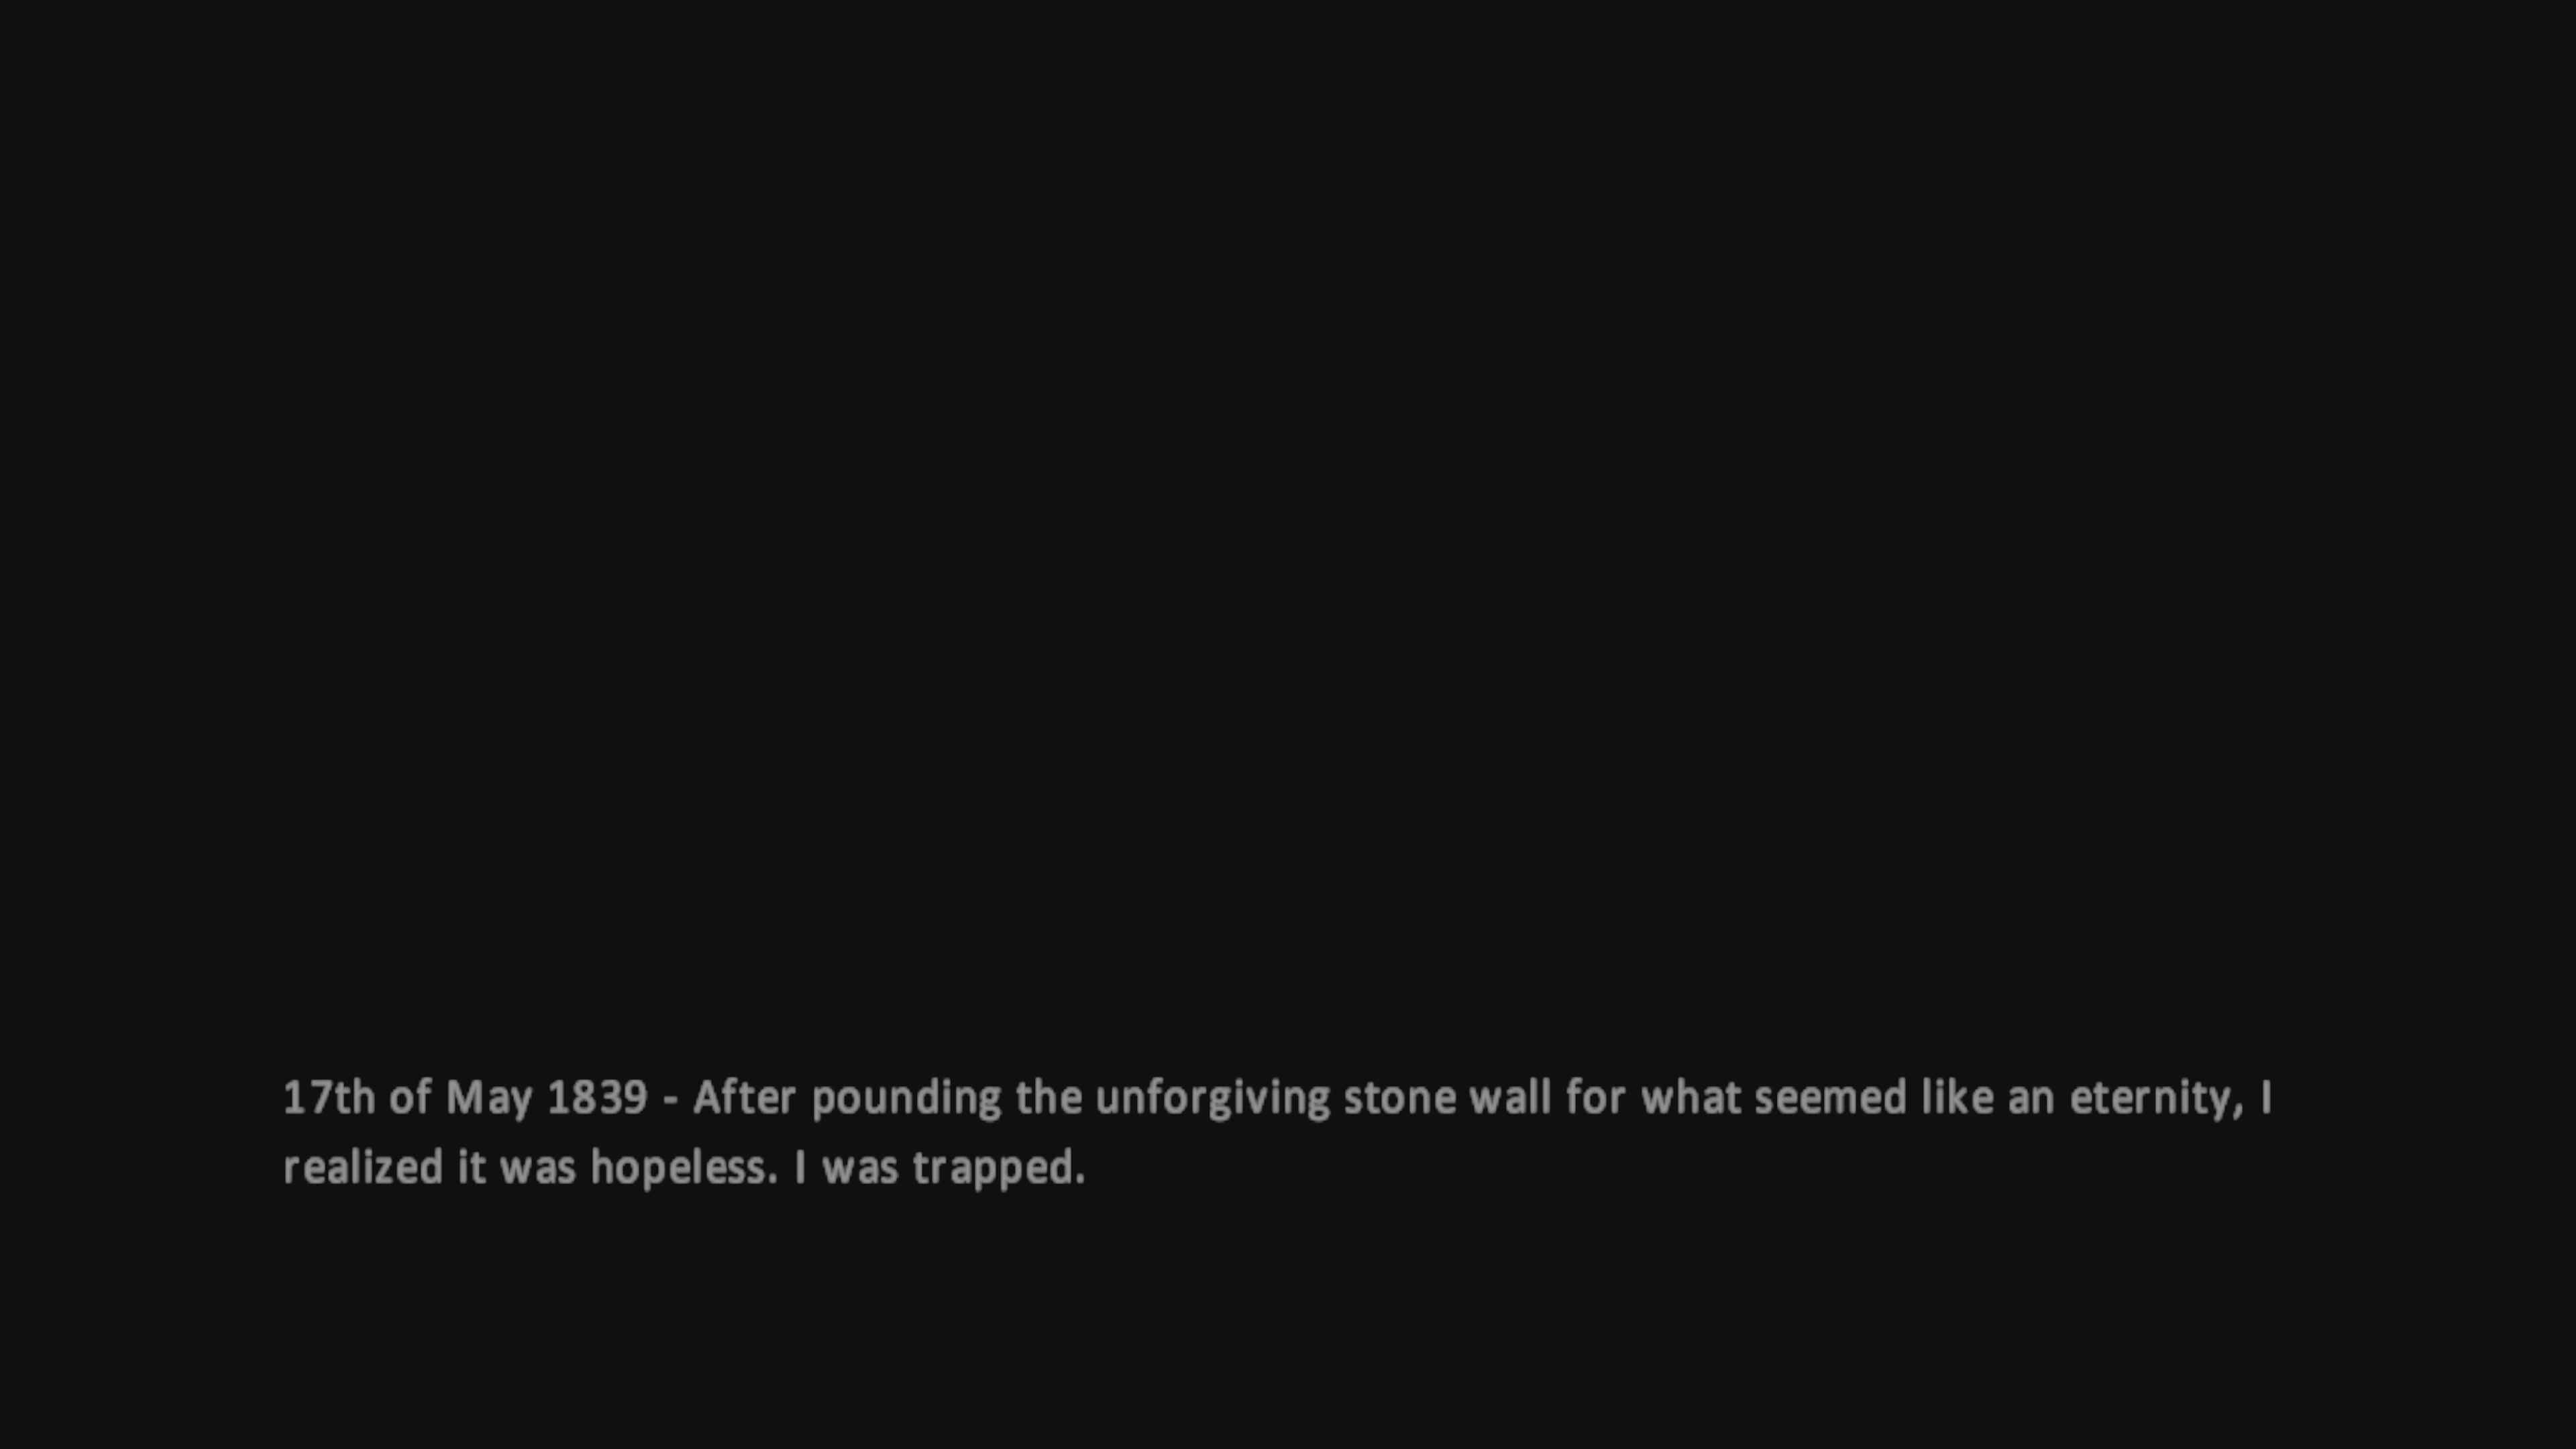 17th of May 1839 - After pounding the unforgiving stone wall for what seemed like an eternity, I
realized it was hopeless. I was trapped.